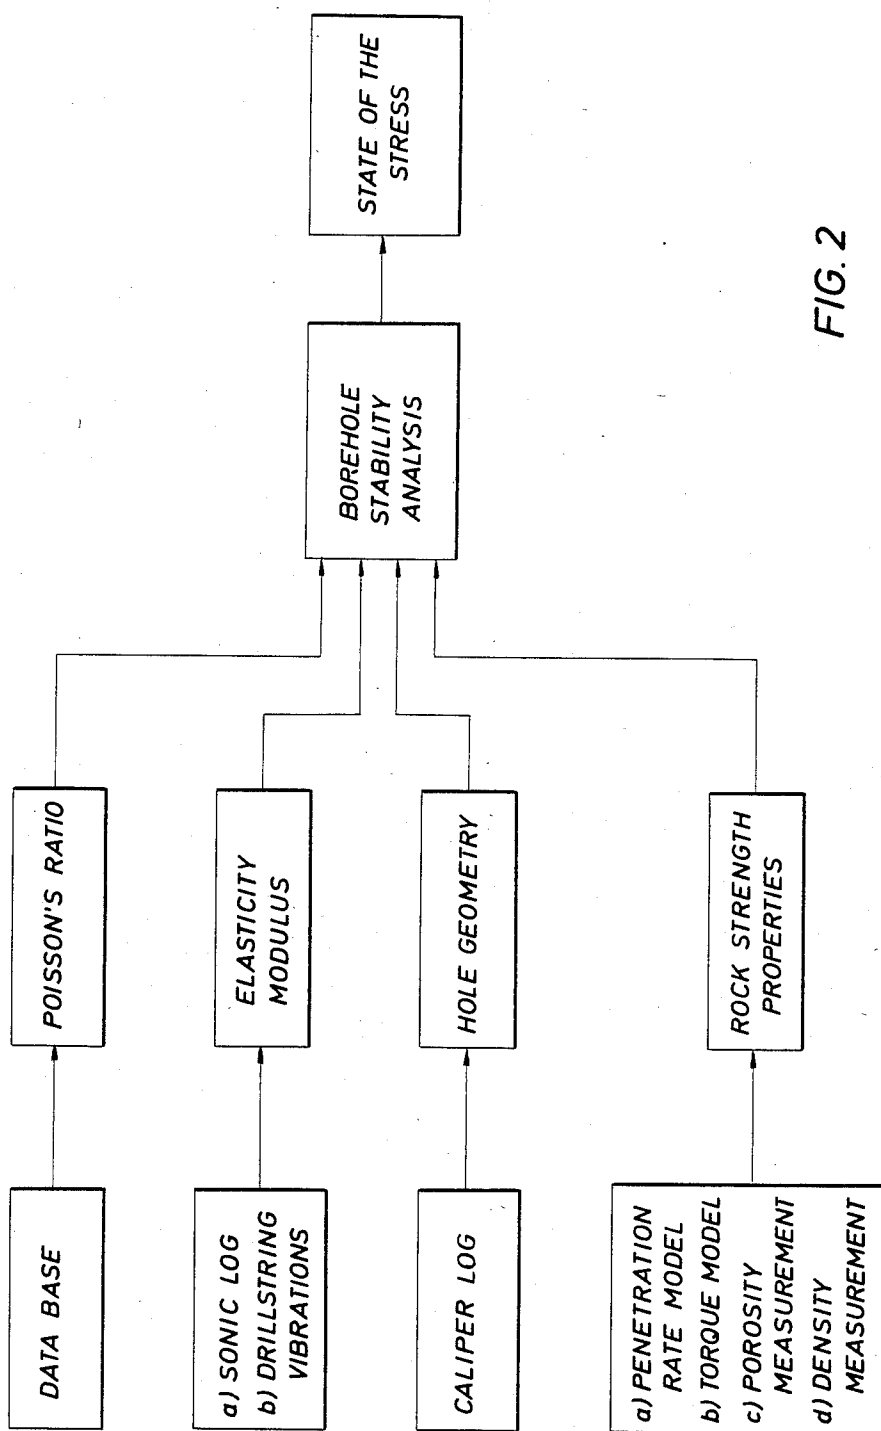 DATA BASE
POISSON'S RATIO
a) SONIC LOG
b) DRILLSTRING
VIBRATIONS
ELASTICITY
MODULUS
CALIPER LOG
HOLE GEOMETRY
a) PENETRATION
RATE MODEL
b) TORQUE MODEL
c) POROSITY
MEASUREMENT
d) DENSITY
MEASUREMENT
ROCK STRENGTH
PROPERTIES
BOREHOLE
STABILITY
ANALYSIS
STATE OF THE
STRESS
FIG. 2